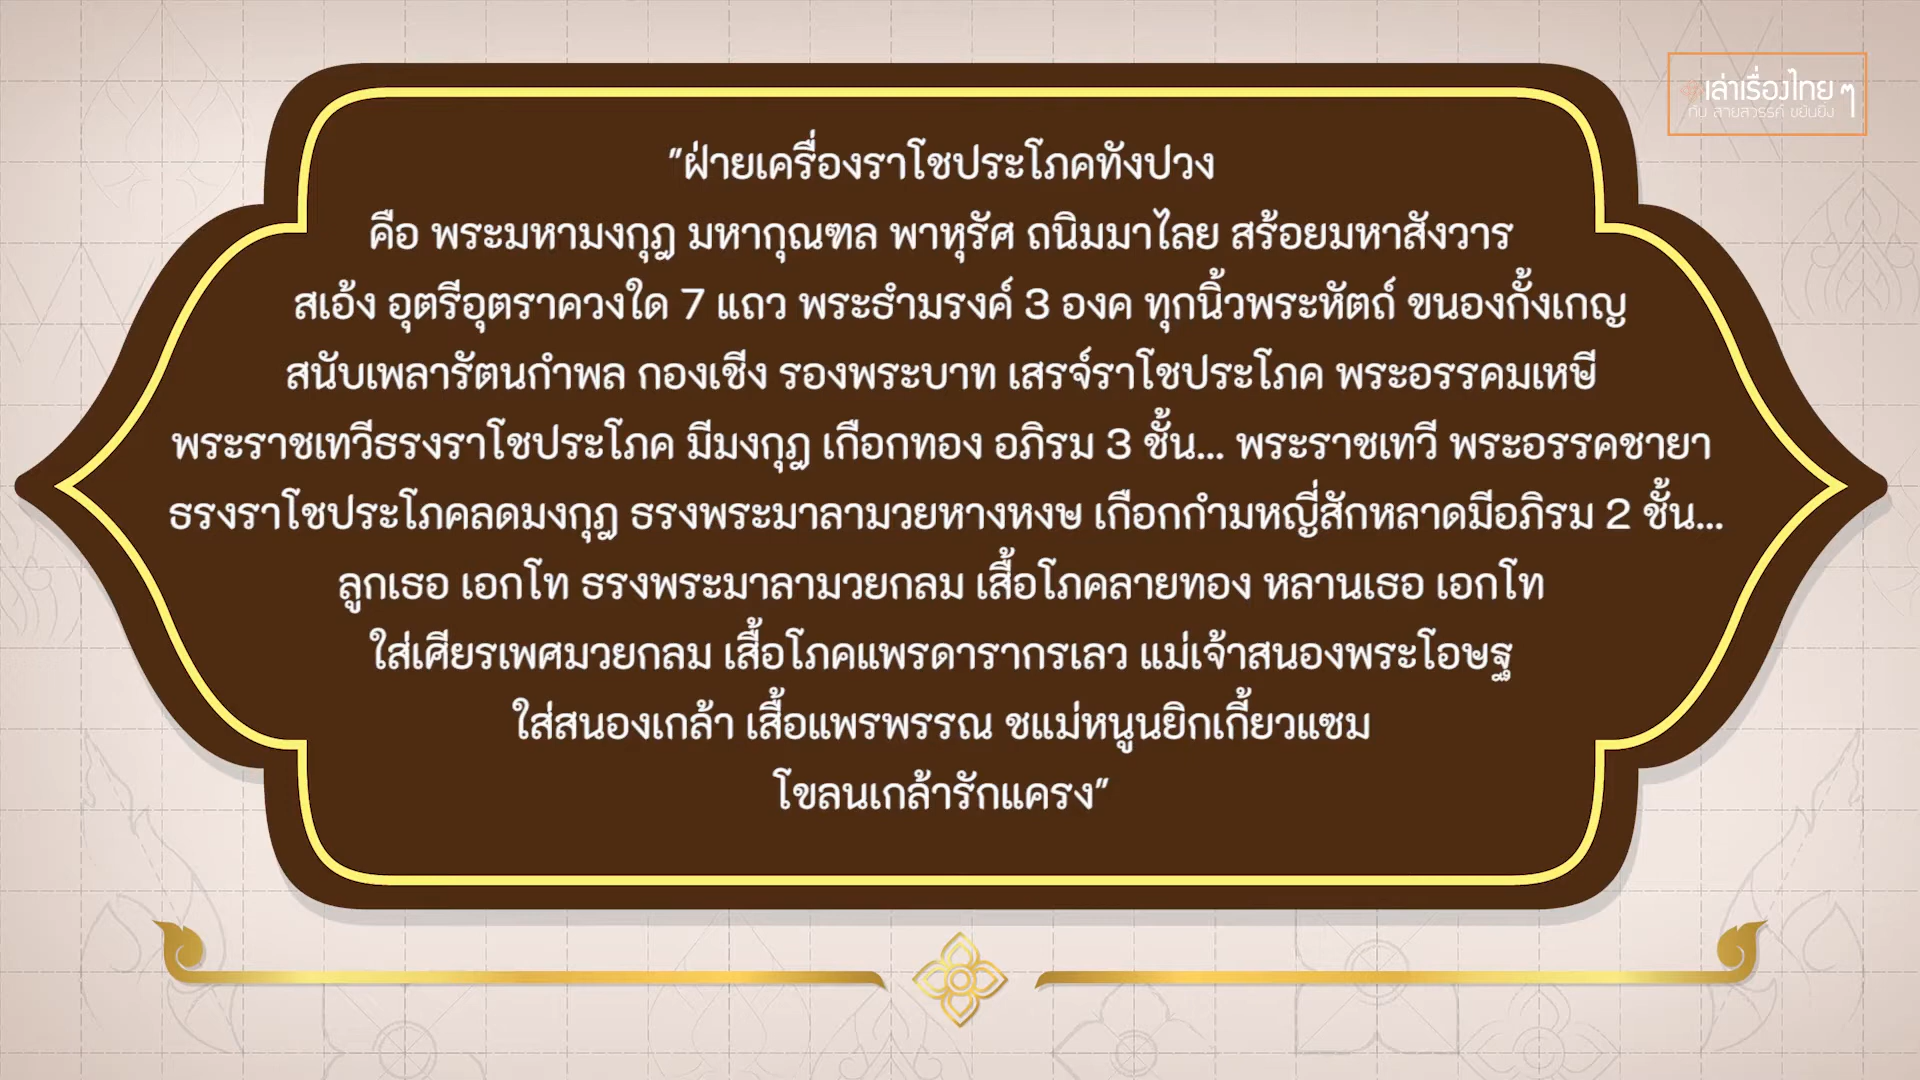 เล่าเรื่องไทย ๆ
กับ สายสวรรค์ ขยันยิ่ง
"ฝ่ายเครื่องราโชประโภคทังปวง
คือ พระมหามงกุฎ มหากุณฑล พาหุรัศ ถนิมมาไลย สร้อยมหาสังวาร
สเอ้ง อุตรีอุตราควงใด 7 แถว พระธำมรงค์ 3 องค ทุกนิ้วพระหัตถ์ ขนองกั้งเกญ
สนับเพลารัตนกำพล กองเชีง รองพระบาท เสรจ์ราโชประโภค พระอรรคมเหษี
พระราชเทวีธรงราโชประโภค มีมงกุฎ เกือกทอง อภิรม 3 ชั้น... พระราชเทวี พระอรรคชายา
ธรงราโชประโภคลดมงกุฎ ธรงพระมาลามวยหางหงษ เกือกกำมหญี่สักหลาดมีอภิรม 2 ชั้น...
ลูกเธอ เอกโท ธรงพระมาลามวยกลม เสื้อโภคลายทอง หลานเธอ เอกโท
ใส่เศียรเพศมวยกลม เสื้อโภคแพรดารากรเลว แม่เจ้าสนองพระโอษฐ
ใส่สนองเกล้า เสื้อแพรพรรณ ชแม่หนูนยิกเกี้ยวแซม
โขลนเกล้ารักแครง"